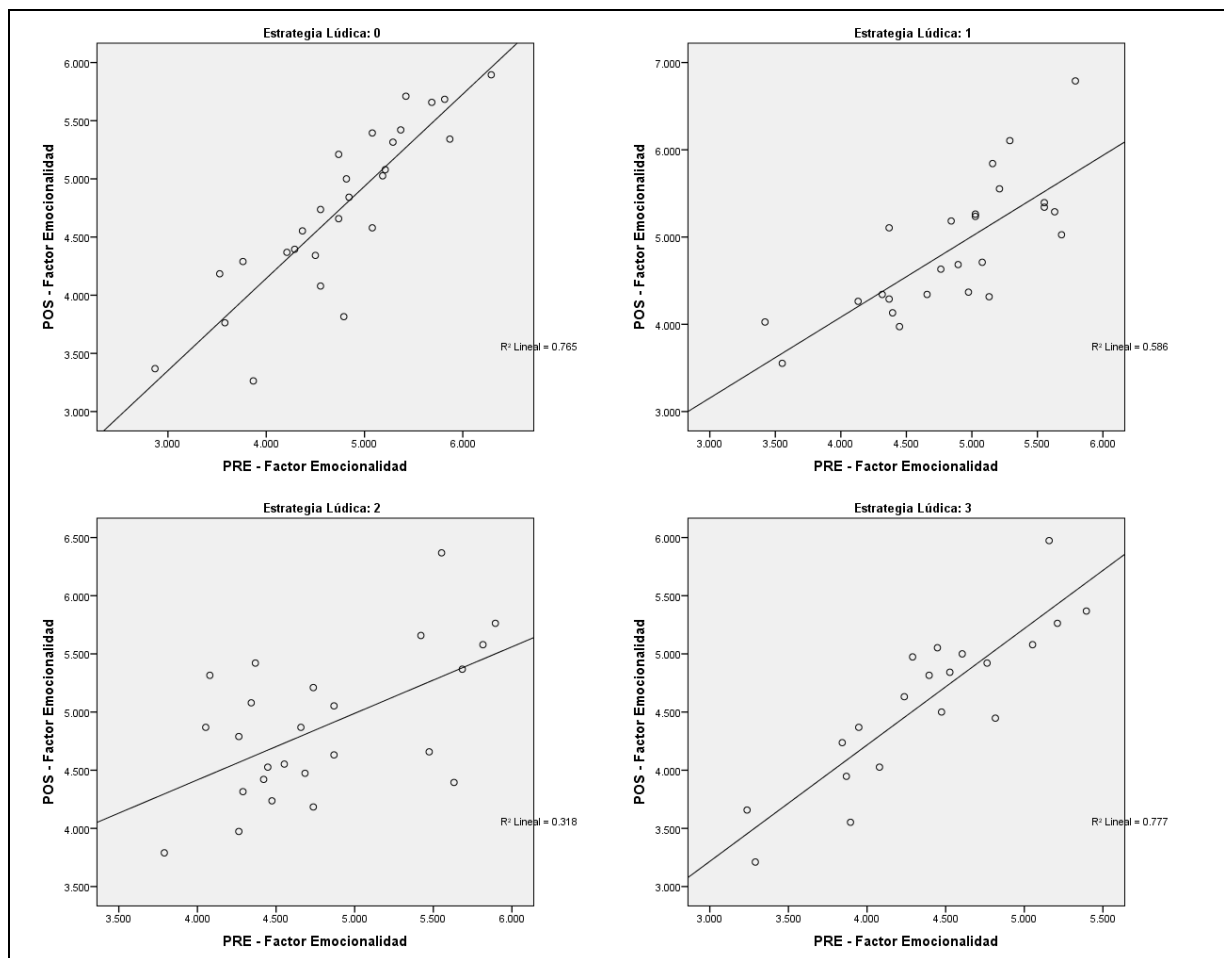 Estrategia Lúdica: 0
6.000
5.500
5.000
4.500
4.000
3.500
3.000
POS - Factor Emocionalidad
R² Lineal = 0.765
3.000 4.000 5.000 6.000
PRE - Factor Emocionalidad
Estrategia Lúdica: 1
7.000
6.000
5.000
4.000
3.000
POS - Factor Emocionalidad
R² Lineal = 0.586
3.000 3.500 4.000 4.500 5.000 5.500 6.000
PRE - Factor Emocionalidad
Estrategia Lúdica: 2
6.500
6.000
5.500
5.000
4.500
4.000
3.500
POS - Factor Emocionalidad
R² Lineal = 0.318
3.500 4.000 4.500 5.000 5.500 6.000
PRE - Factor Emocionalidad
Estrategia Lúdica: 3
6.000
5.500
5.000
4.500
4.000
3.500
3.000
POS - Factor Emocionalidad
R² Lineal = 0.777
3.000 3.500 4.000 4.500 5.000 5.500
PRE - Factor Emocionalidad